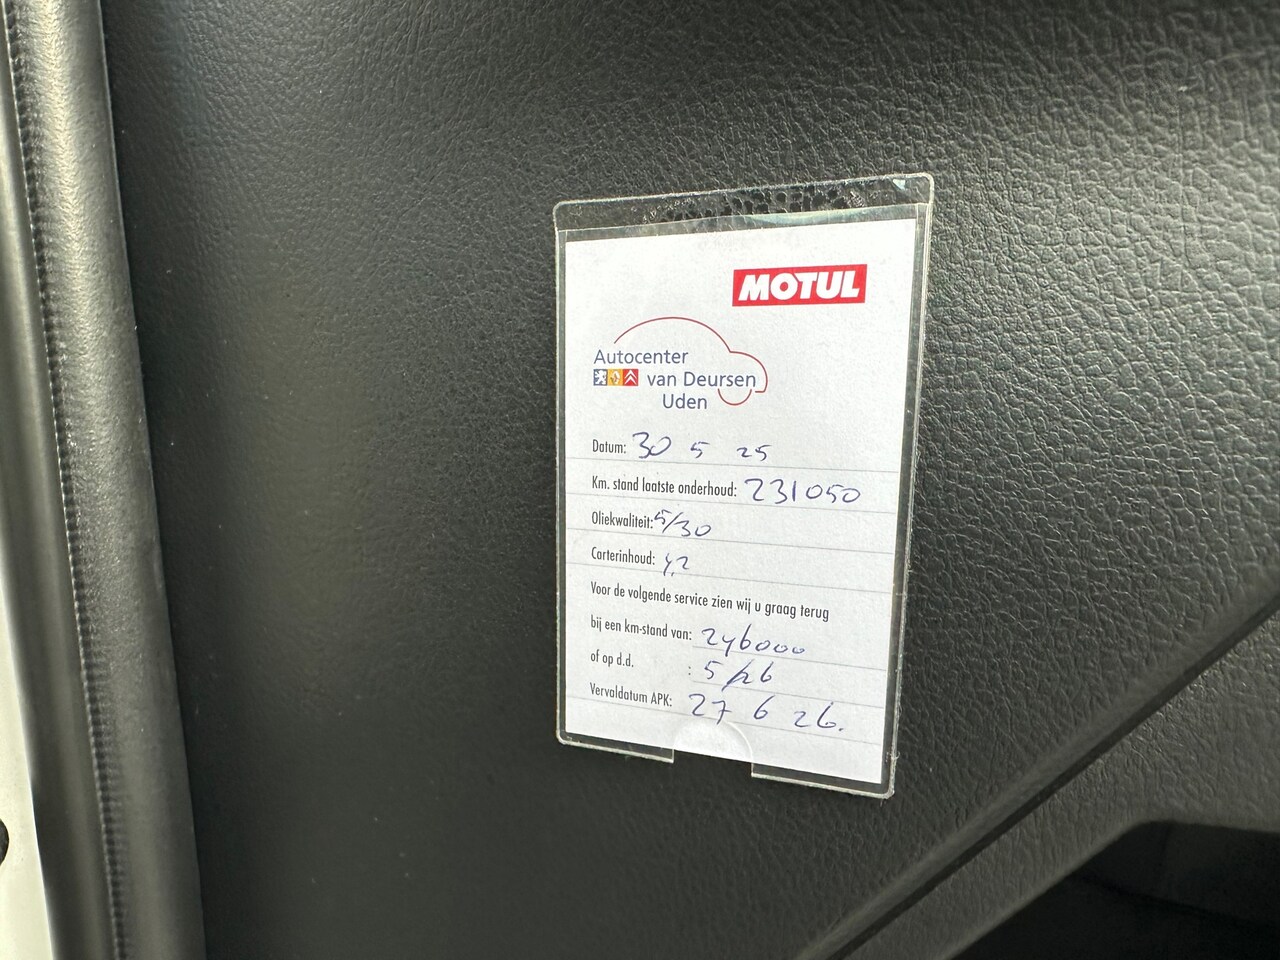 MOTUL
Autocenter
van Deursen
Uden
Datum: 30 5 25
Km. stand laatste onderhoud: 231050
Oliekwaliteit: 5/30
Carterinhoud: 4,2
Voor de volgende service zien wij u graag terug
bij een km-stand van: 246000
of op d.d. : 5/26
Vervaldatum APK: 27 6 26.